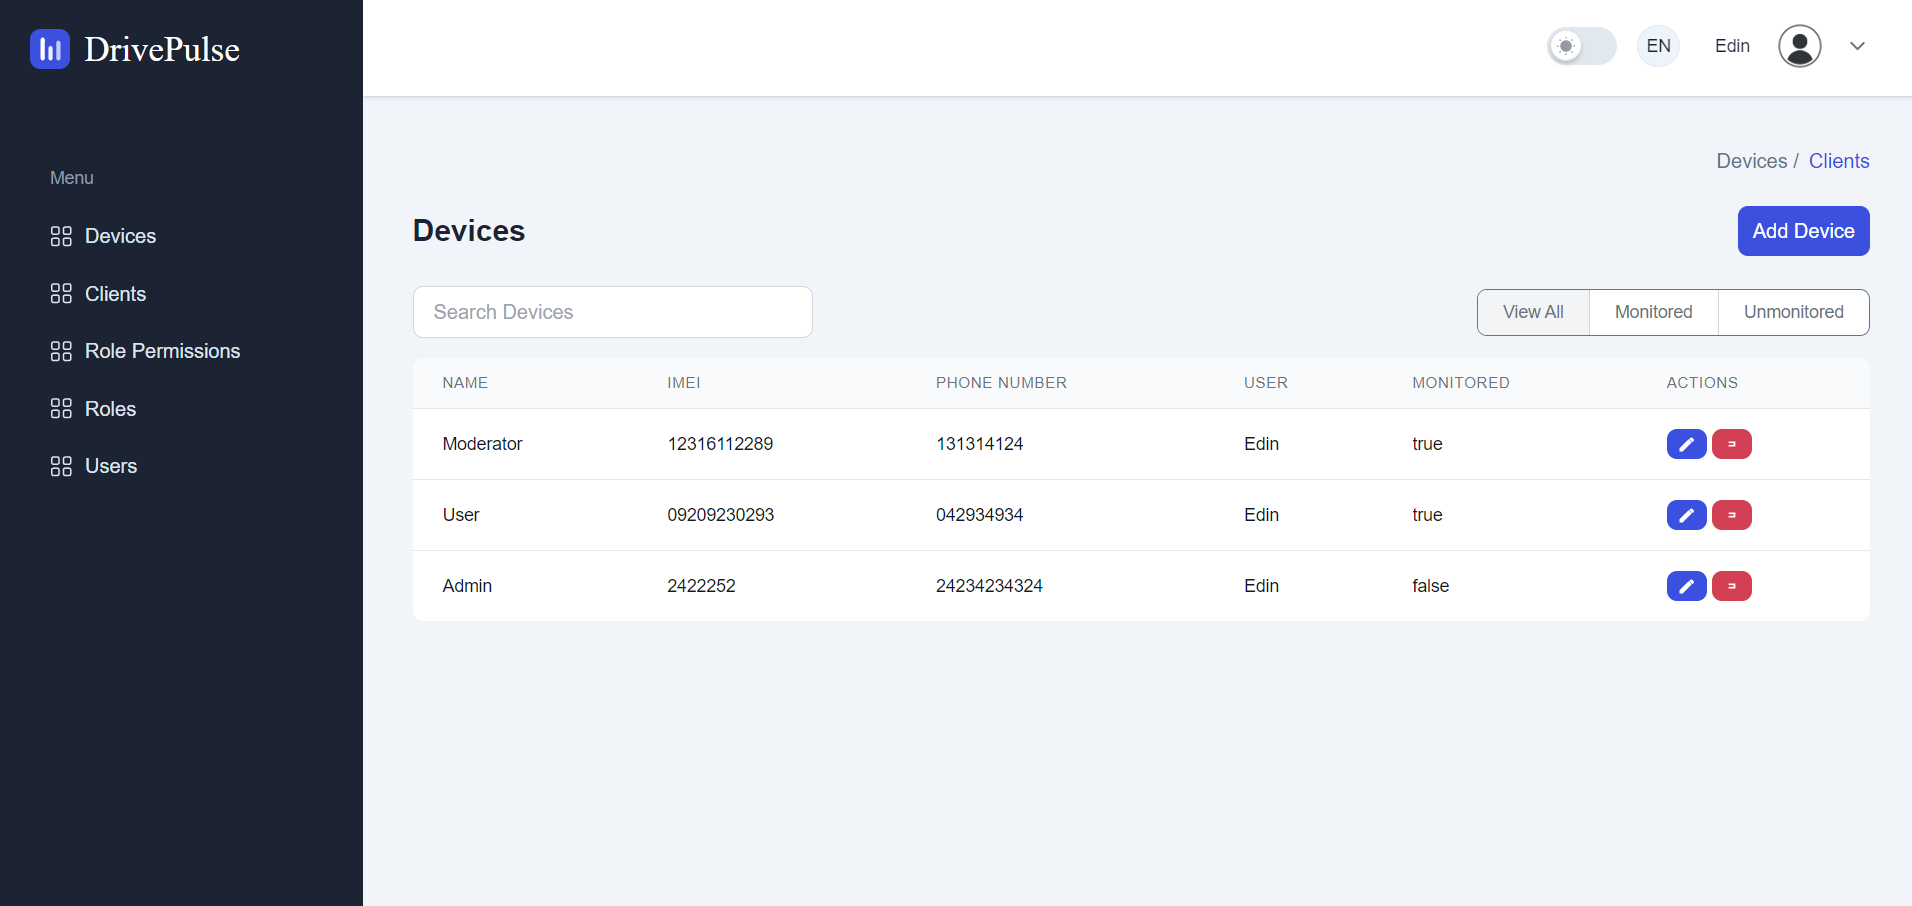 DrivePulse
EN Edin
Menu
Devices
Clients
Role Permissions
Roles
Users
Devices / Clients
Devices
Add Device
Search Devices
View All Monitored Unmonitored
NAME IMEI PHONE NUMBER USER MONITORED ACTIONS
Moderator 12316112289 131314124 Edin true
User 09209230293 042934934 Edin true
Admin 2422252 24234234324 Edin false